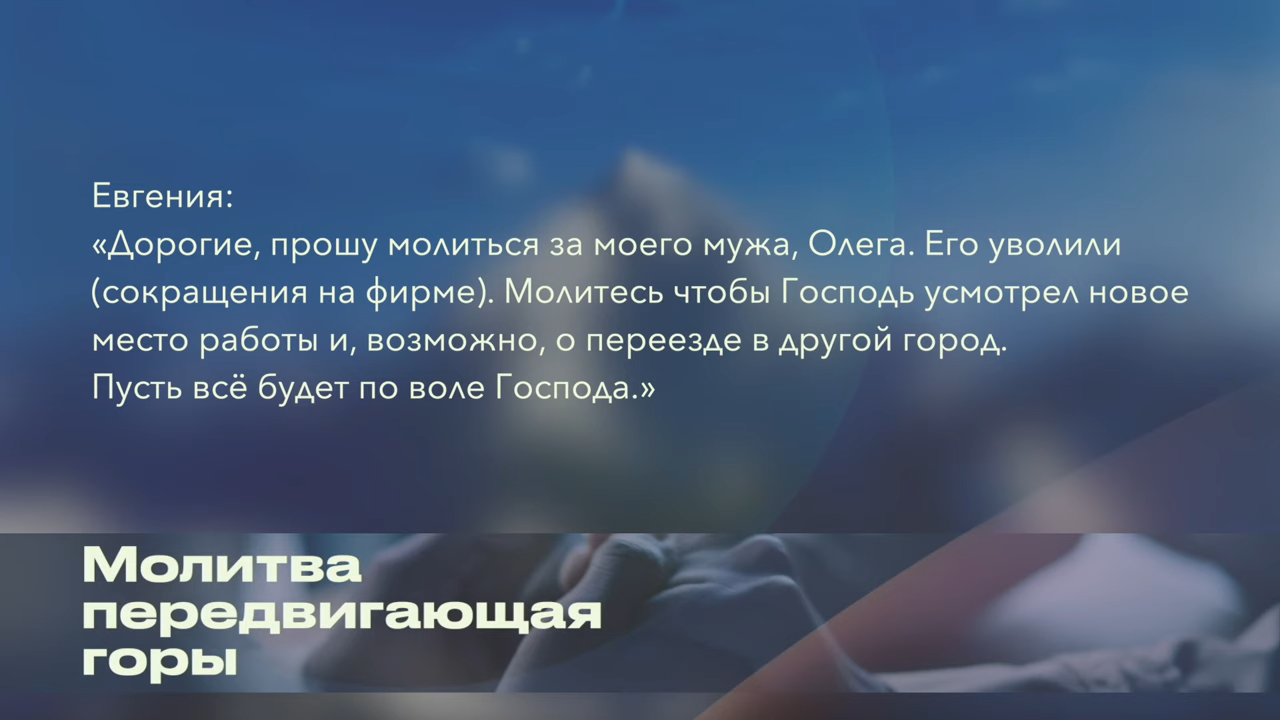 Евгения:
«Дорогие, прошу молиться за моего мужа, Олега. Его уволили
(сокращения на фирме). Молитесь чтобы Господь усмотрел новое
место работы и, возможно, о переезде в другой город.
Пусть всё будет по воле Господа.»
Молитва
передвигающая
горы